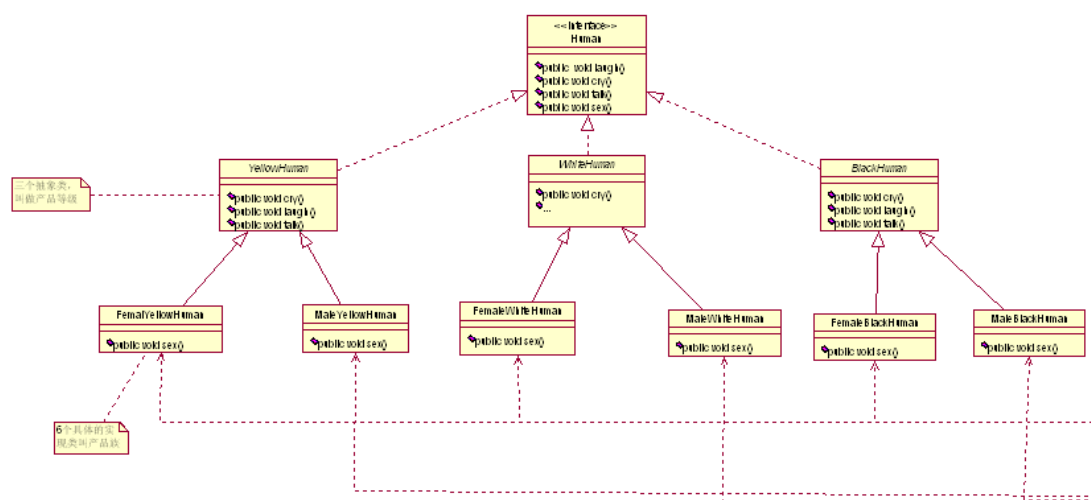 <<Interface>>
Human
public void laugh()
public void cry()
public void talk()
public void sex()
YellowHuman
public void cry()
public void laugh()
public void talk()
WhiteHuman
public void cry()
...
BlackHuman
public void cry()
public void laugh()
public void talk()
三个抽象类，
叫做产品等级
FemalYellowHuman
public void sex()
MaleYellowHuman
public void sex()
FemaleWhiteHuman
public void sex()
MaleWhiteHuman
public void sex()
FemaleBlackHuman
public void sex()
MaleBlackHuman
public void sex()
6个具体的实
现类叫产品族